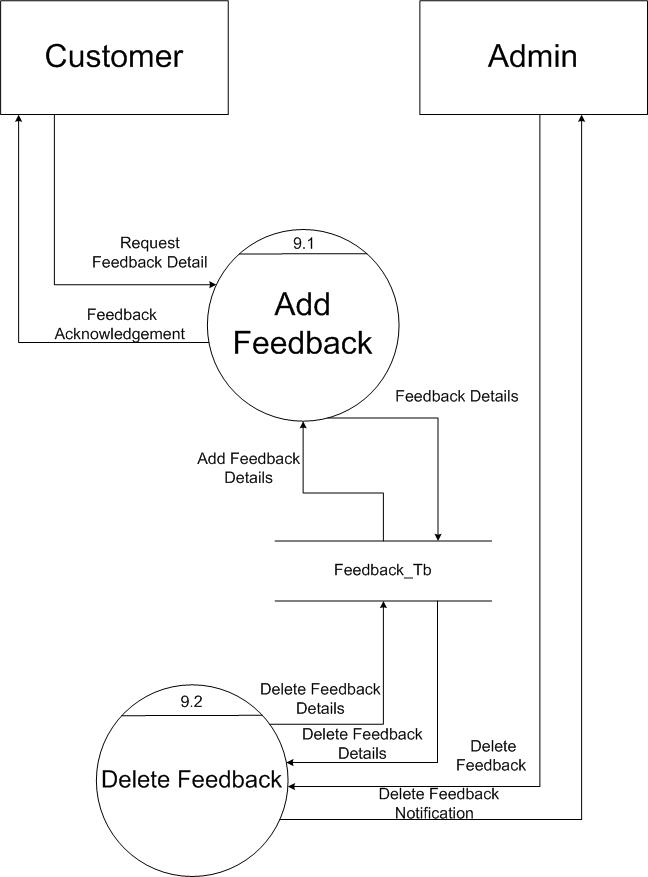 Customer
Admin
Request
Feedback Detail
9.1
Add
Feedback
Feedback
Acknowledgement
Feedback Details
Add Feedback
Details
Feedback_Tb
9.2
Delete Feedback
Details
Delete Feedback
Details
Delete
Feedback
Delete Feedback
Delete Feedback
Notification